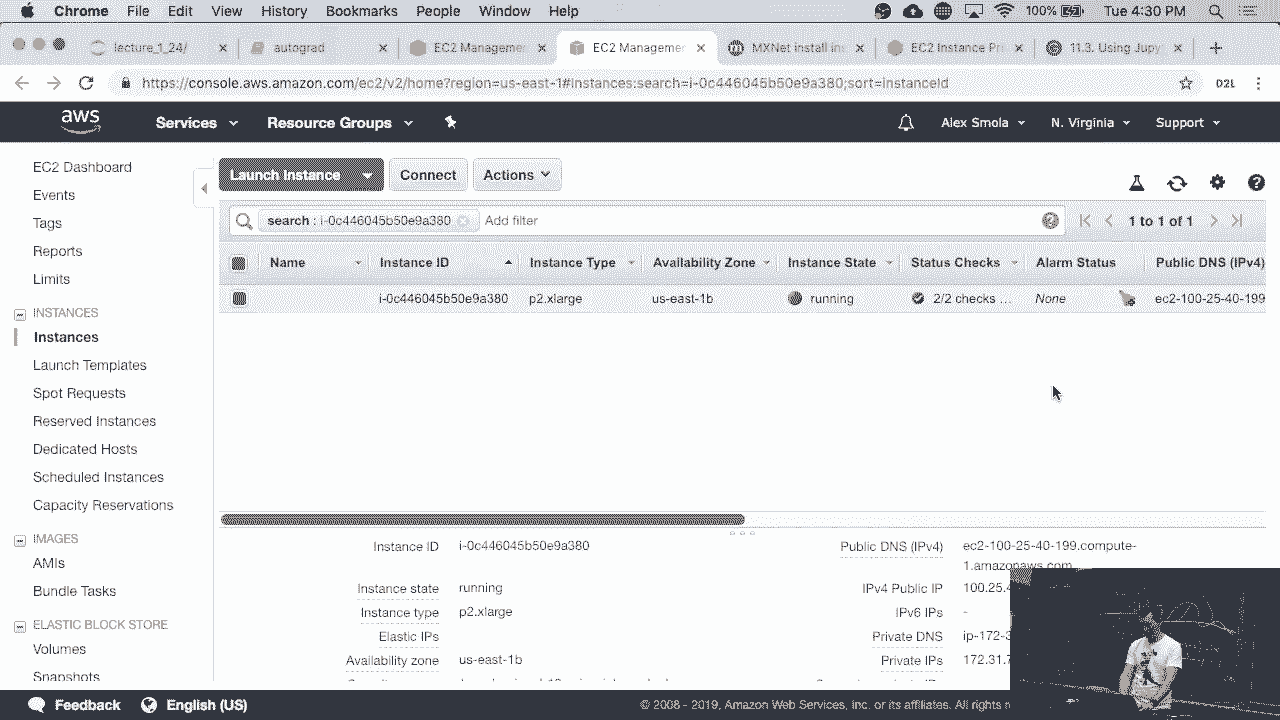 Chrome File Edit View History Bookmarks People Window Help 100% Tue 4:30 PM
lecture_1_24/ autograd EC2 Managemen EC2 Managemen MXNet install in EC2 Instance Pri 11.3. Using Jupy
https://console.aws.amazon.com/ec2/v2/home?region=us-east-1#Instances:search=i-0c446045b50e9a380;sort=instanceId
aws Services Resource Groups Alex Smola N. Virginia Support
EC2 Dashboard
Events
Tags
Reports
Limits
INSTANCES
Instances
Launch Templates
Spot Requests
Reserved Instances
Dedicated Hosts
Scheduled Instances
Capacity Reservations
IMAGES
AMIs
Bundle Tasks
ELASTIC BLOCK STORE
Volumes
Snapshots
Launch Instance Connect Actions
search : i-0c446045b50e9a380 Add filter 1 to 1 of 1
Name Instance ID Instance Type Availability Zone Instance State Status Checks Alarm Status Public DNS (IPv4)
i-0c446045b50e9a380 p2.xlarge us-east-1b running 2/2 checks ... None ec2-100-25-40-199
Instance ID i-0c446045b50e9a380 Public DNS (IPv4) ec2-100-25-40-199.compute-
1.amazonaws.com
Instance state running IPv4 Public IP 100.25.4
Instance type p2.xlarge IPv6 IPs -
Elastic IPs Private DNS ip-172-3
Availability zone us-east-1b Private IPs 172.31.7
Feedback English (US) © 2008 - 2019, Amazon Web Services, Inc. or its affiliates. All rights r